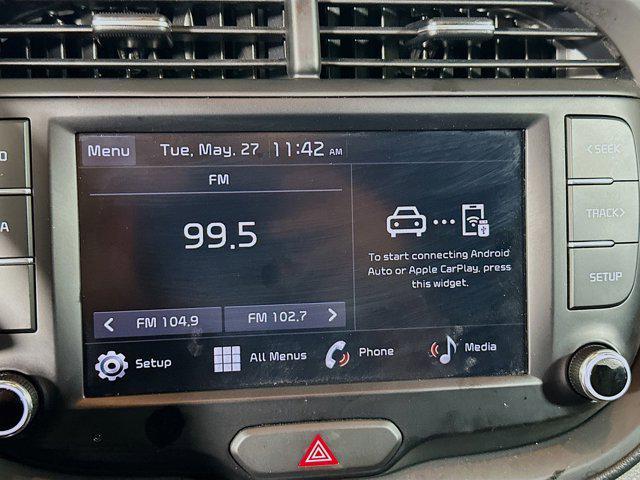 Menu Tue, May. 27 11:42 AM
FM
99.5
To start connecting Android
Auto or Apple CarPlay, press
this widget.
< FM 104.9 FM 102.7 >
Setup All Menus Phone Media
<SEEK
TRACK>
SETUP